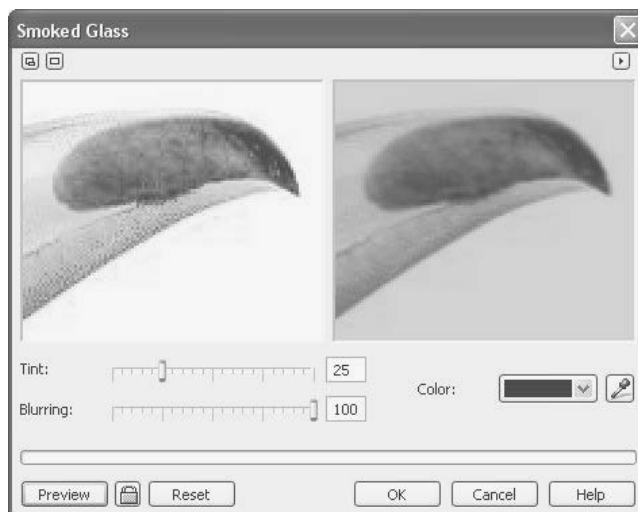 Smoked Glass
Tint:
25
Blurring:
100
Color:
Preview
Reset
OK
Cancel
Help